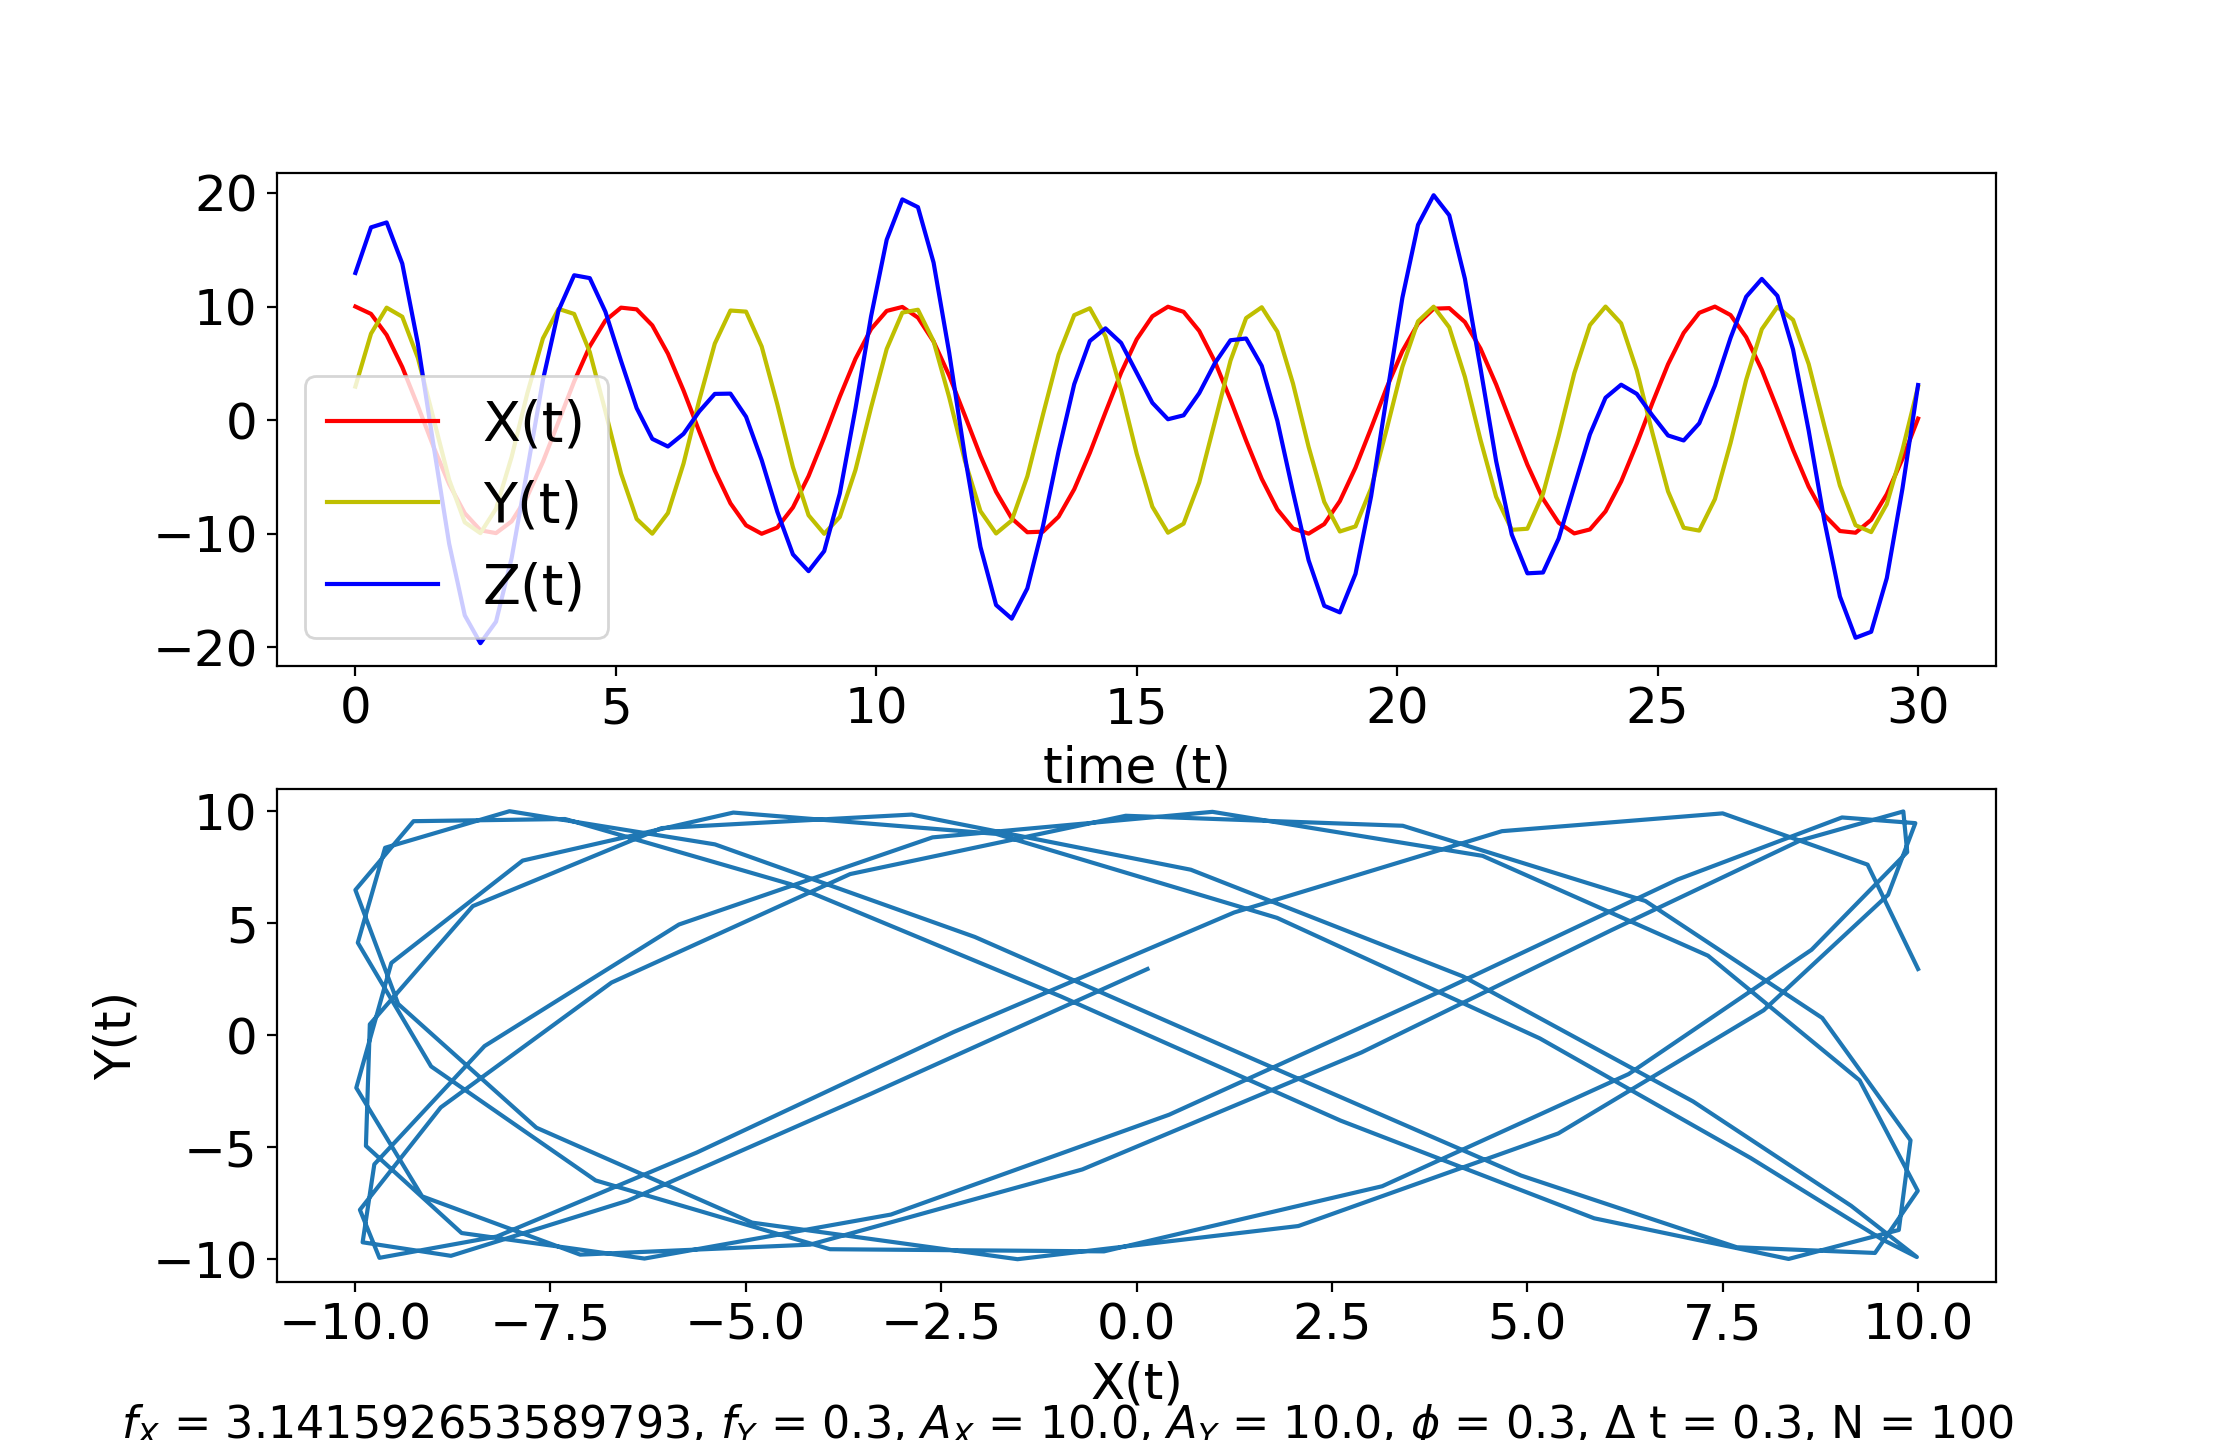 20
10
0
−10
−20
X(t)
Y(t)
Z(t)
0 5 10 15 20 25 30
time (t)
10
5
0
−5
−10
Y(t)
−10.0 −7.5 −5.0 −2.5 0.0 2.5 5.0 7.5 10.0
X(t)
f_X = 3.141592653589793, f_Y = 0.3, A_X = 10.0, A_Y = 10.0, ϕ = 0.3, Δ t = 0.3, N = 100